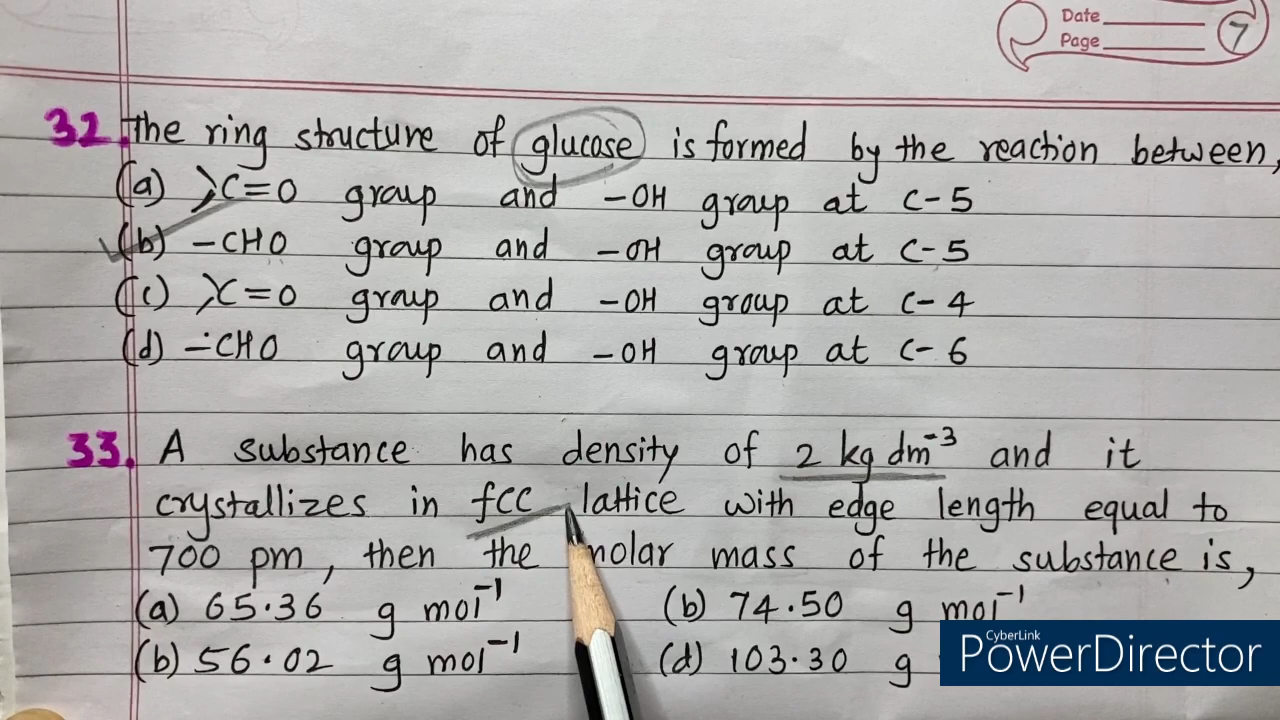 Date
Page 7
32. The ring structure of glucose is formed by the reaction between,
(a) >C=O group and -OH group at C-5
(b) -CHO group and -OH group at C-5
(c) >C=O group and -OH group at C-4
(d) -CHO group and -OH group at C-6
33. A substance has density of 2 kg dm⁻³ and it
crystallizes in fcc lattice with edge length equal to
700 pm, then the molar mass of the substance is,
(a) 65.36 g mol⁻¹ (b) 74.50 g mol⁻¹
(b) 56.02 g mol⁻¹ (d) 103.30 g
CyberLink
PowerDirector